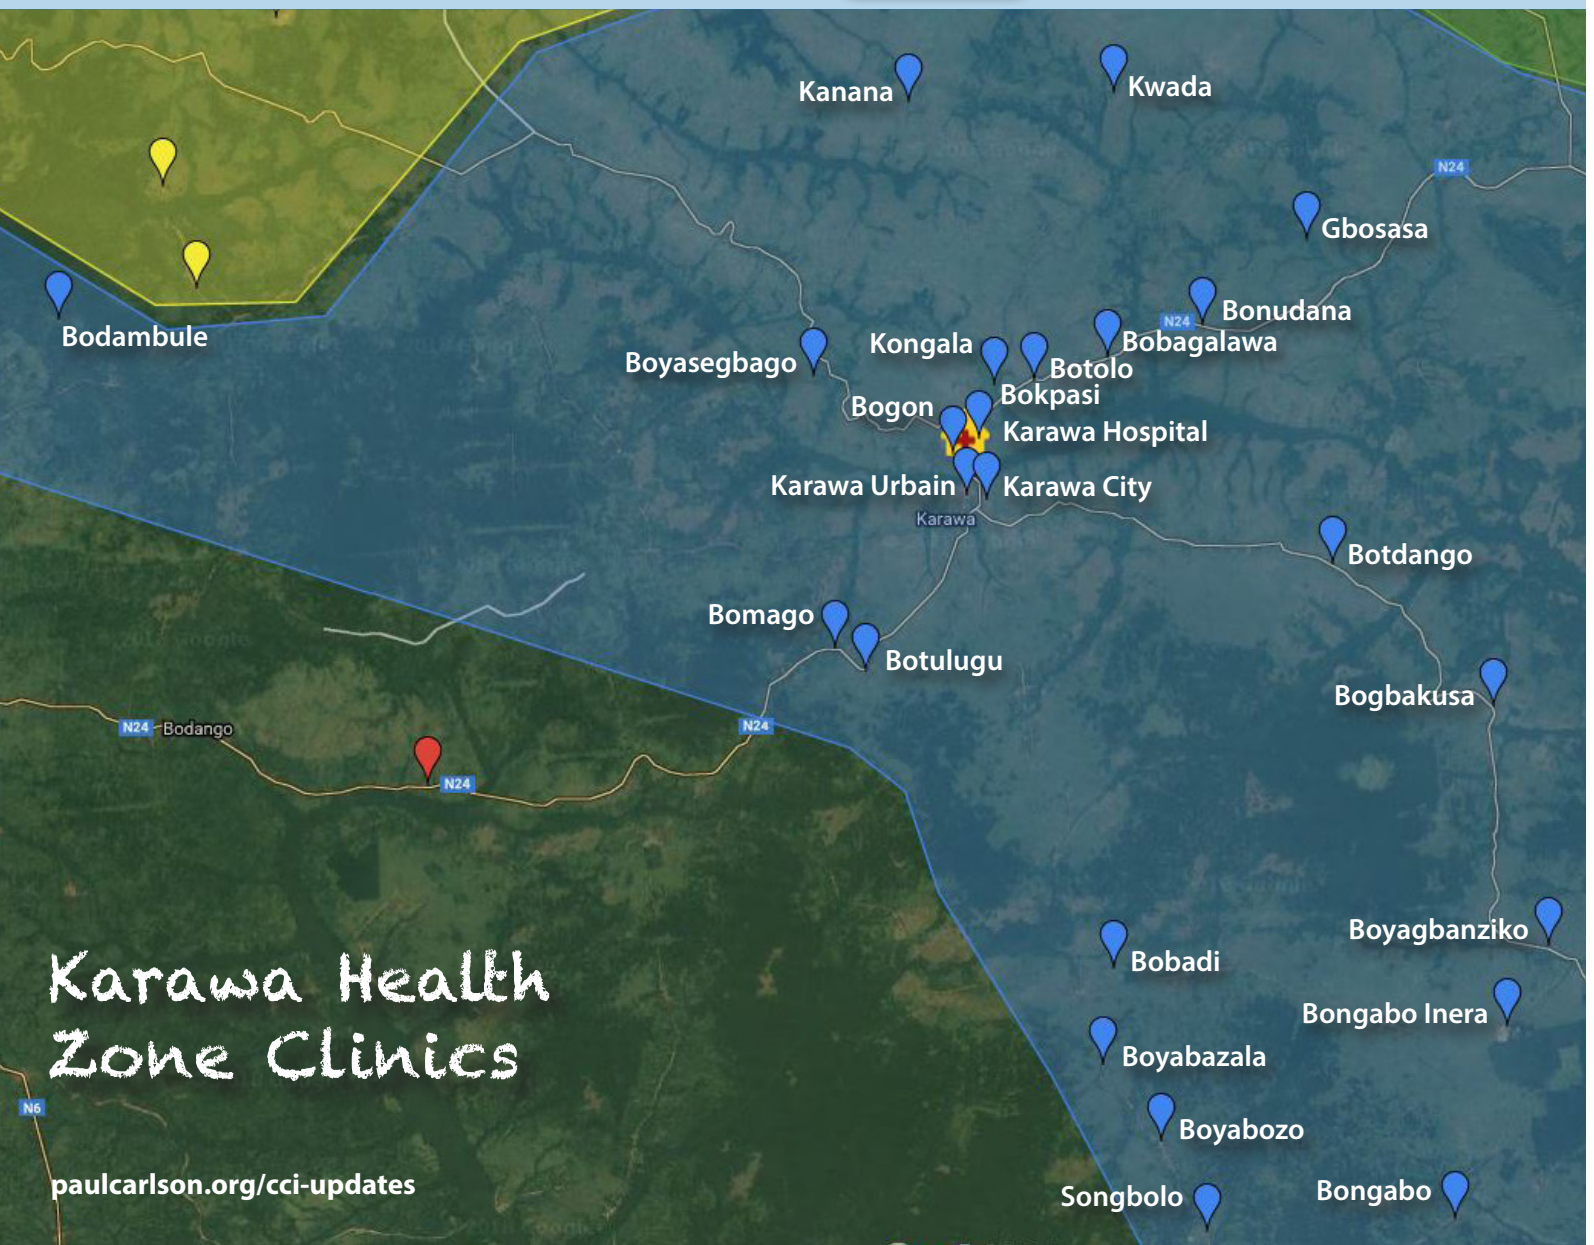 Kanana
Kwada
N24
Gbosasa
Bodambule
Bonudana
N24
Bobagalawa
Kongala
Boyasegbago
Botolo
Bokpasi
Bogon
Karawa Hospital
Karawa Urbain
Karawa City
Karawa
Botdango
Bomago
Botulugu
Bogbakusa
N24
Bodango
N24
N24
Boyagbanziko
Bobadi
Bongabo Inera
Karawa Health
Zone Clinics
Boyabazala
N6
Boyabozo
paulcarlson.org/cci-updates
Songbolo
Bongabo